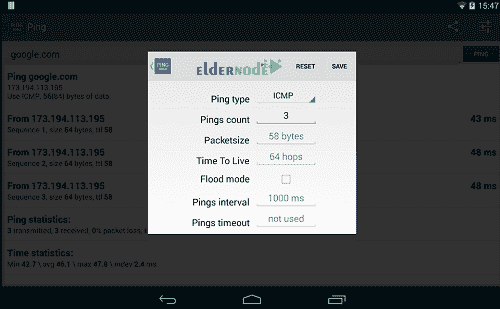 15:47
Ping
google.com
PING
Ping google.com
173.194.113.195
Use ICMP, 56(84) bytes of data
From 173.194.113.195
43 ms
Sequence 1, size 64 bytes, ttl 58
From 173.194.113.195
48 ms
Sequence 2, size 64 bytes, ttl 58
From 173.194.113.195
48 ms
Sequence 3, size 64 bytes, ttl 58
Ping statistics:
3 transmitted, 3 received, 0% packet loss,
Time statistics:
Min 42.7 \ avg 46.1 \ max 47.9 \ mdev 2.4 ms
PING
elderNODE
RESET
SAVE
Ping type ICMP
Pings count 3
Packetsize 58 bytes
Time To Live 64 hops
Flood mode
Pings interval 1000 ms
Pings timeout not used